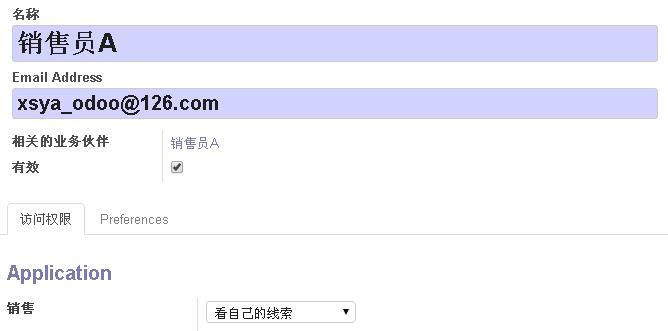 名称
销售员A
Email Address
xsya_odoo@126.com
相关的业务伙伴 销售员A
有效
访问权限 Preferences
Application
销售 看自己的线索